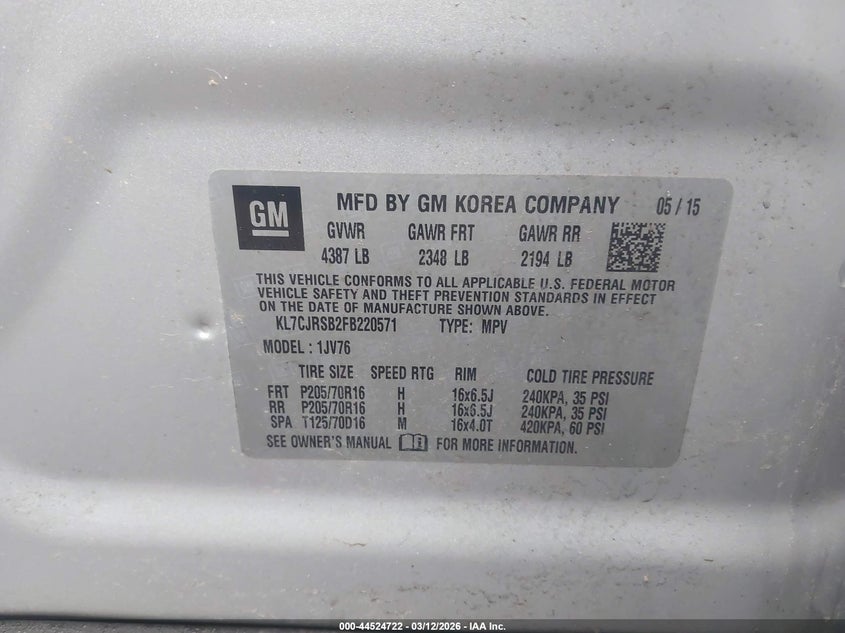 GM
MFD BY GM KOREA COMPANY 05 / 15
GVWR GAWR FRT GAWR RR
4387 LB 2348 LB 2194 LB
THIS VEHICLE CONFORMS TO ALL APPLICABLE U.S. FEDERAL MOTOR
VEHICLE SAFETY AND THEFT PREVENTION STANDARDS IN EFFECT
ON THE DATE OF MANUFACTURE SHOWN ABOVE.
KL7CJRSB2FB220571 TYPE: MPV
MODEL : 1JV76
TIRE SIZE SPEED RTG RIM COLD TIRE PRESSURE
FRT P205/70R16 H 16x6.5J 240KPA, 35 PSI
RR P205/70R16 H 16x6.5J 240KPA, 35 PSI
SPA T125/70D16 M 16x4.0T 420KPA, 60 PSI
SEE OWNER'S MANUAL FOR MORE INFORMATION.
000-44524722 - 03/12/2026 - IAA Inc.